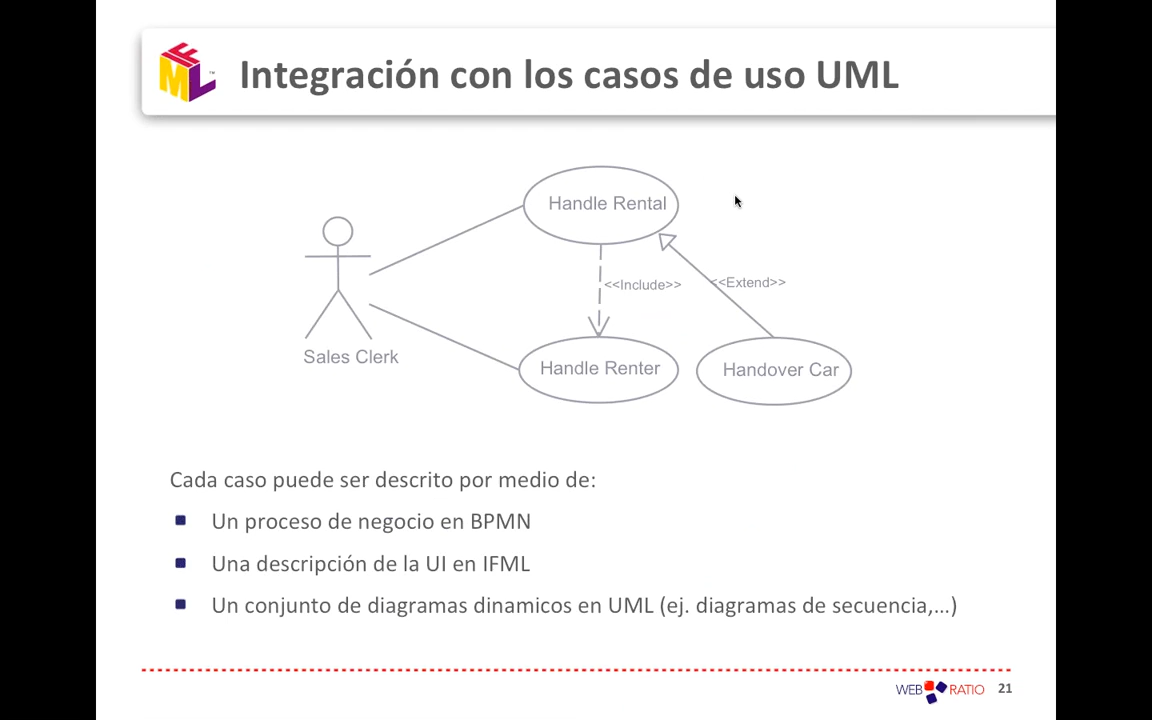 IFML™
Integración con los casos de uso UML
Handle Rental
<<Include>>
<<Extend>>
Sales Clerk
Handle Renter
Handover Car
Cada caso puede ser descrito por medio de:
Un proceso de negocio en BPMN
Una descripción de la UI en IFML
Un conjunto de diagramas dinamicos en UML (ej. diagramas de secuencia,...)
WEB RATIO
21